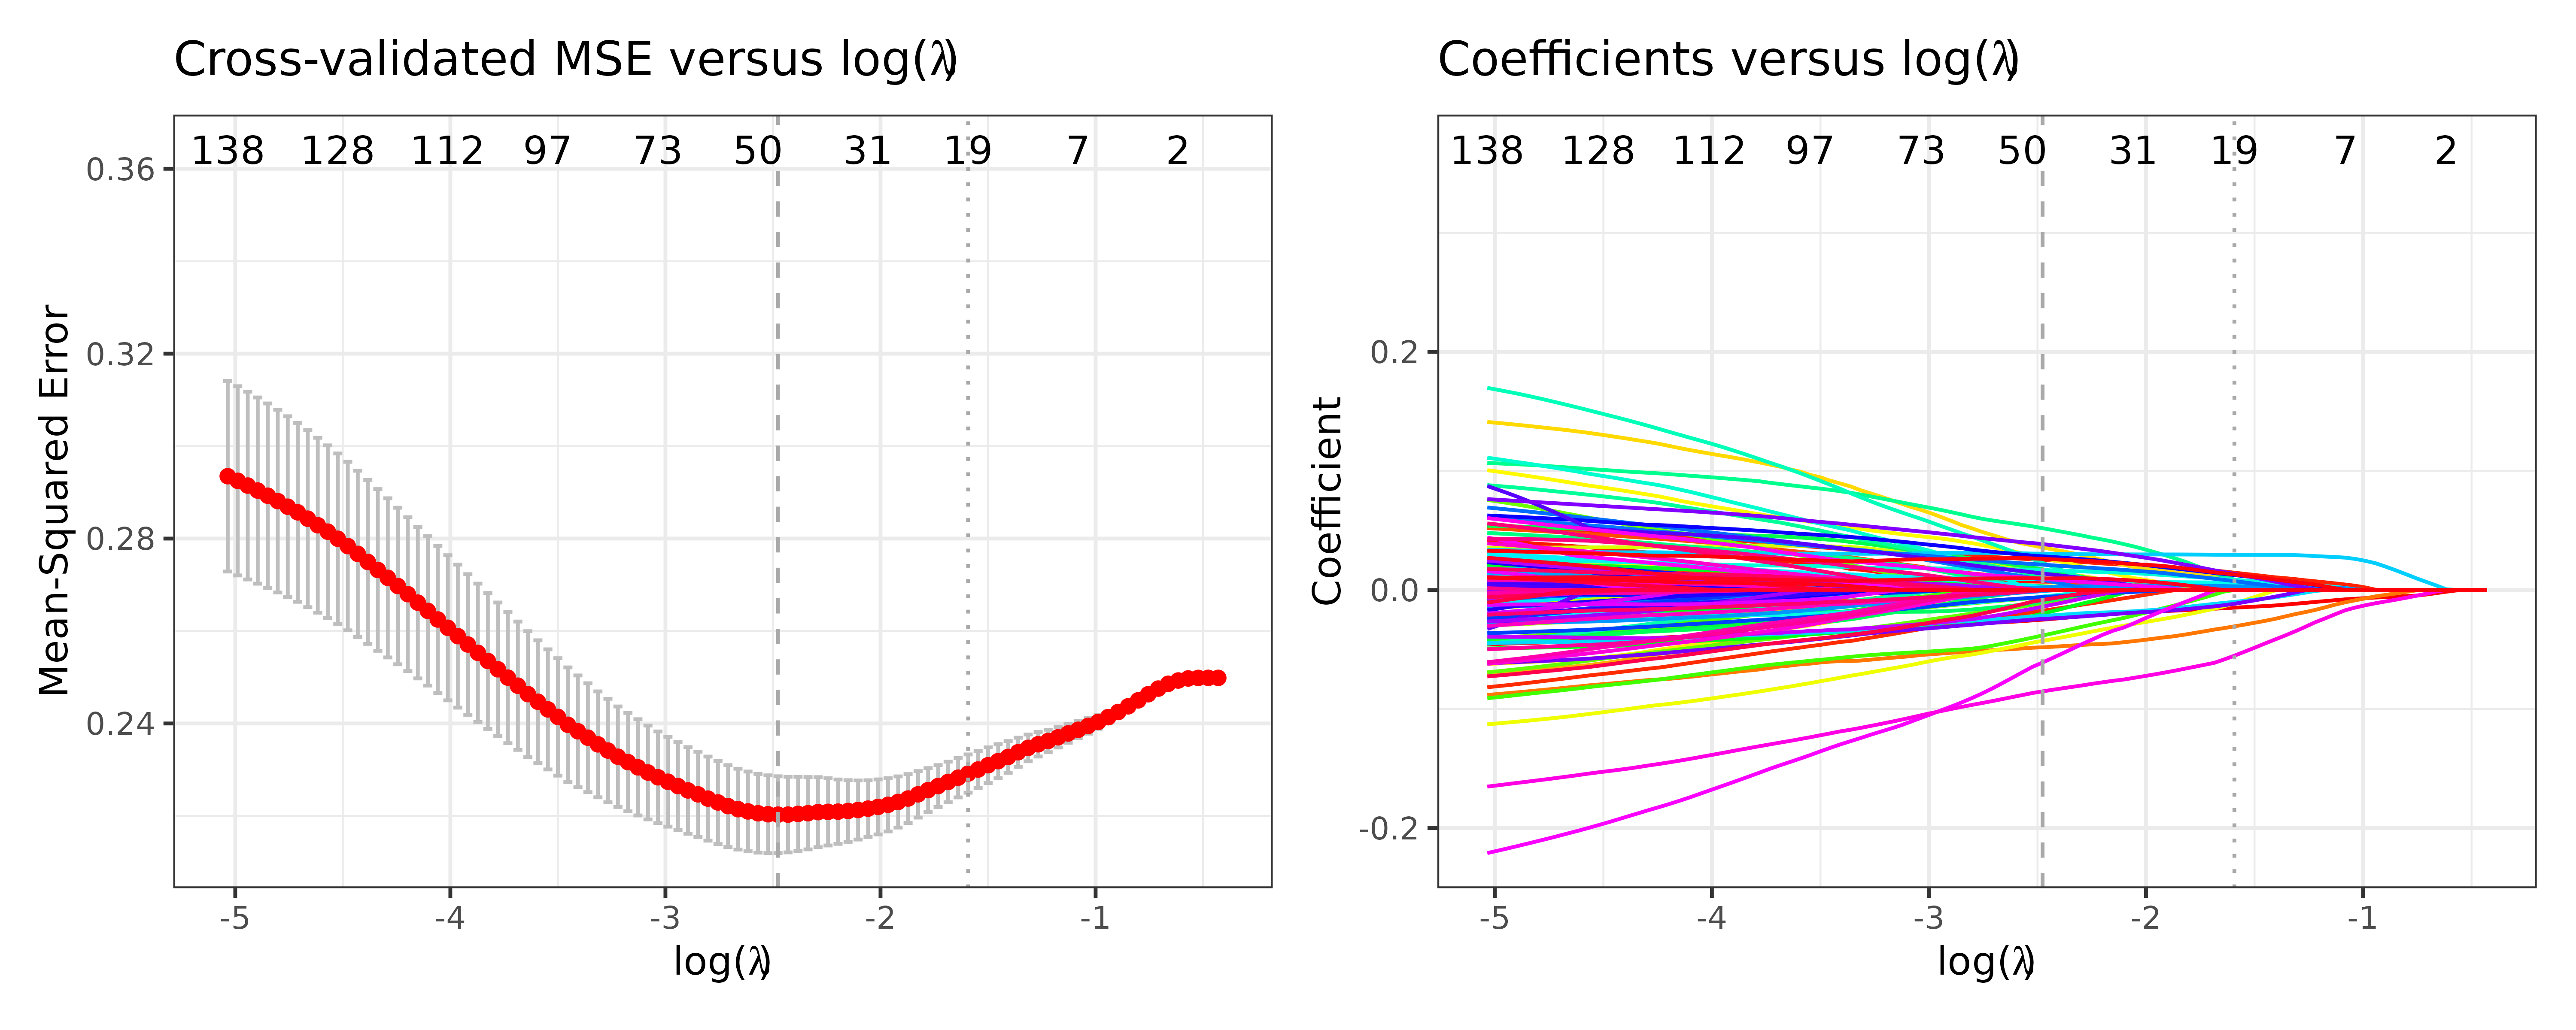 Cross-validated MSE versus log(λ)
138 128 112 97 73 50 31 19 7 2
0.36
0.32
0.28
0.24
Mean-Squared Error
-5 -4 -3 -2 -1
log(λ)
Coefficients versus log(λ)
138 128 112 97 73 50 31 19 7 2
0.2
0.0
-0.2
Coefficient
-5 -4 -3 -2 -1
log(λ)